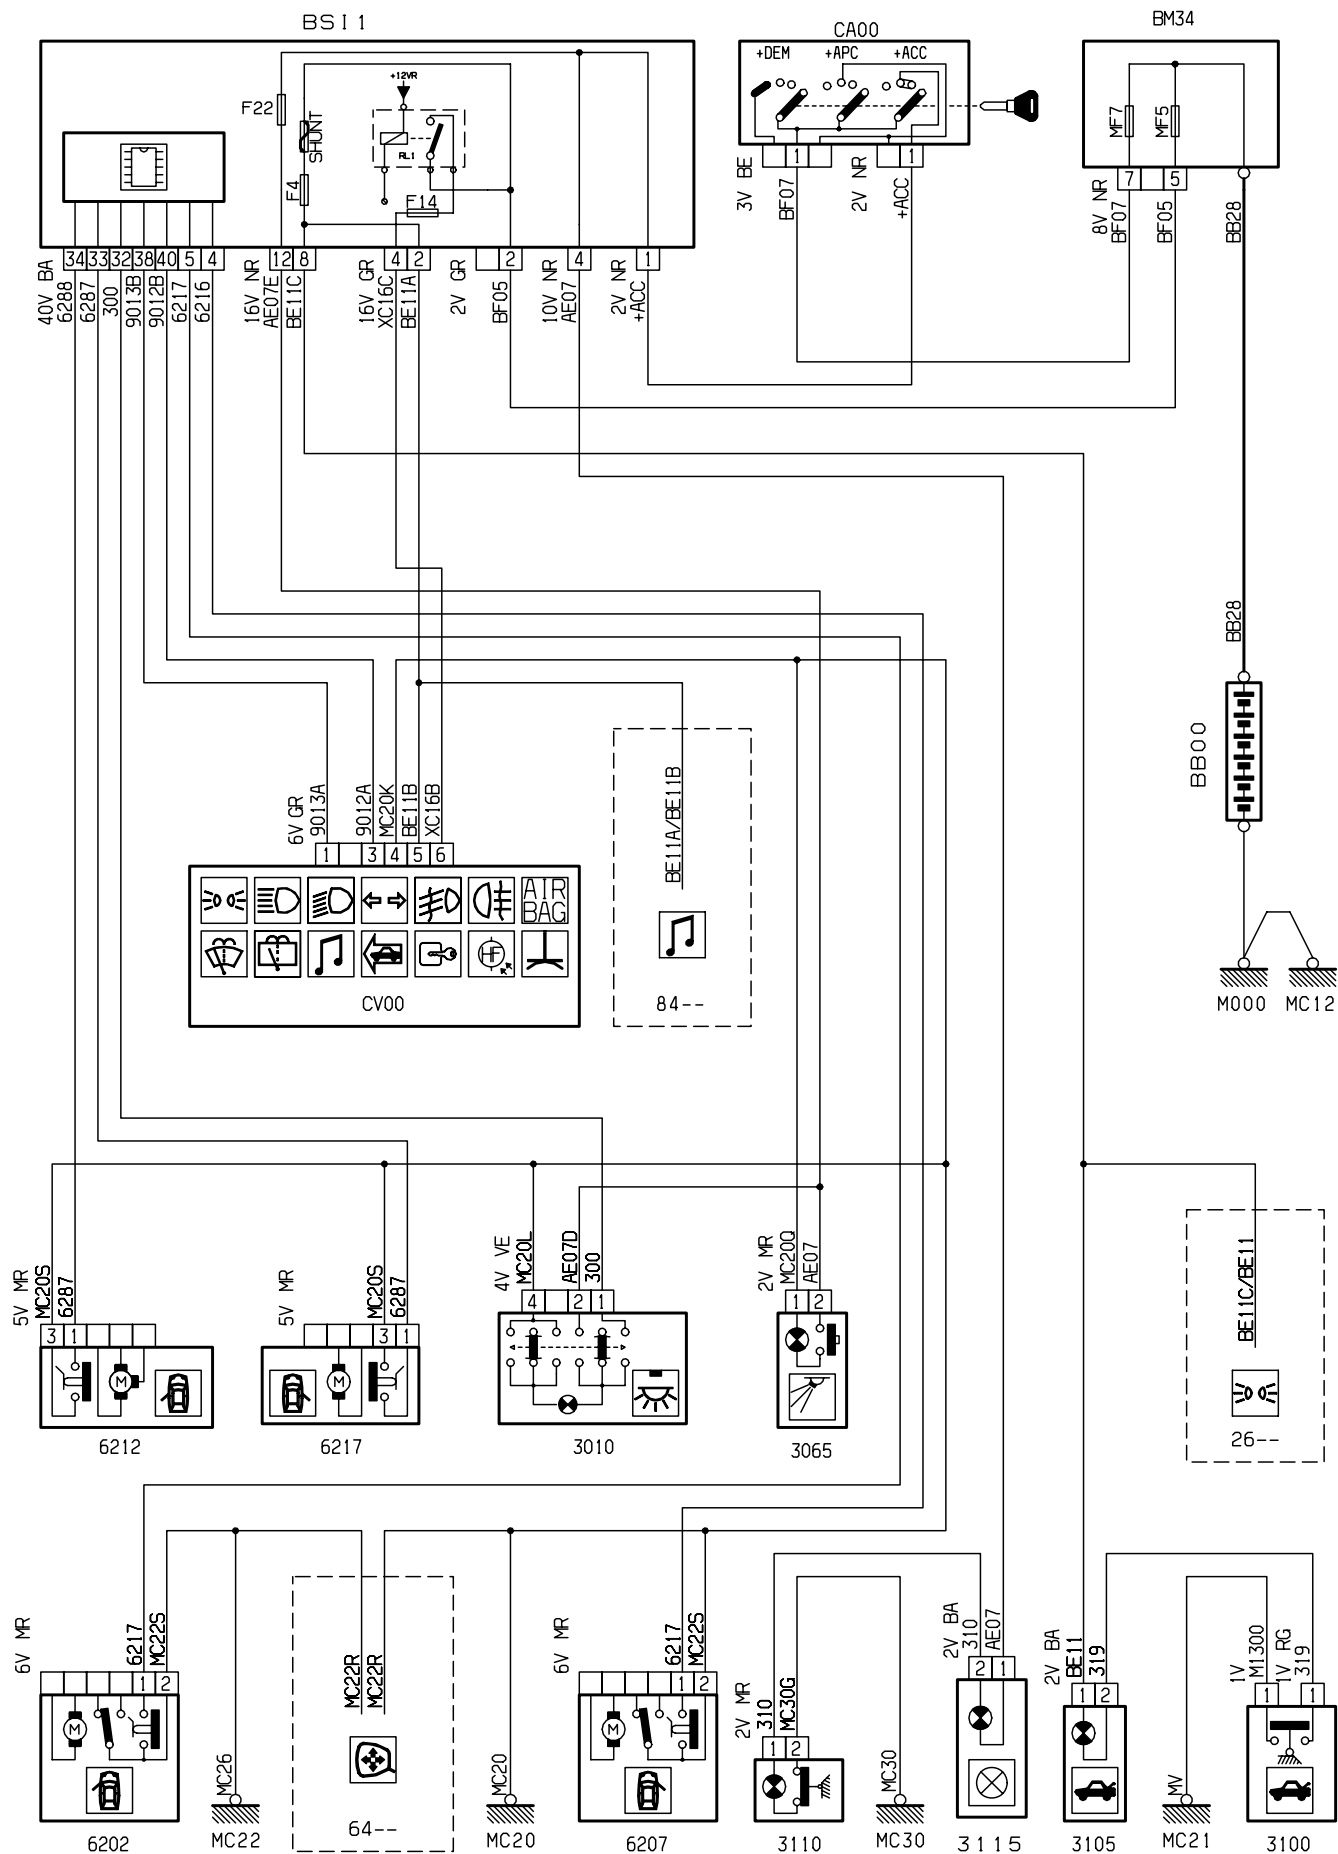 BSI1
CA00
BM34
+DEM +APC +ACC
+12VR
F22
SHUNT
F4
RL1
F14
MF7
MF5
34 33 32 38 40 5 4
12 8
4 2
2
4
1
1
1
7 5
40V BA
6288
6287
300
9013B
9012B
6217
6216
16V NR
AE07E
BE11C
16V GR
XC16C
BE11A
2V GR
BF05
10V NR
AE07
2V NR
+ACC
3V BE
BF07
2V NR
+ACC
8V NR
BF07
BF05
BB28
BB28
BB00
M000
MC12
6V GR
9013A
9012A
MC20K
BE11B
XC16B
1 3 4 5 6
AIR
BAG
HF
CV00
BE11A/BE11B
84--
5V MR
MC20S
6287
3 1
M
6212
5V MR
MC20S
6287
3 1
M
6217
4V VE
MC20L
AE07D
300
4 2 1
3010
2V MR
MC20Q
AE07
1 2
3065
BE11C/BE11
26--
6V MR
6217
MC22S
1 2
M
6202
MC26
MC22
MC22R
MC22R
64--
MC20
MC20
6V MR
6217
MC22S
1 2
M
6207
2V MR
310
MC30G
1 2
3110
MC30
MC30
2V BA
310
AE07
2 1
3115
2V BA
BE11
319
1 2
3105
MV
MC21
1V
M1300
1V RG
319
1 1
3100